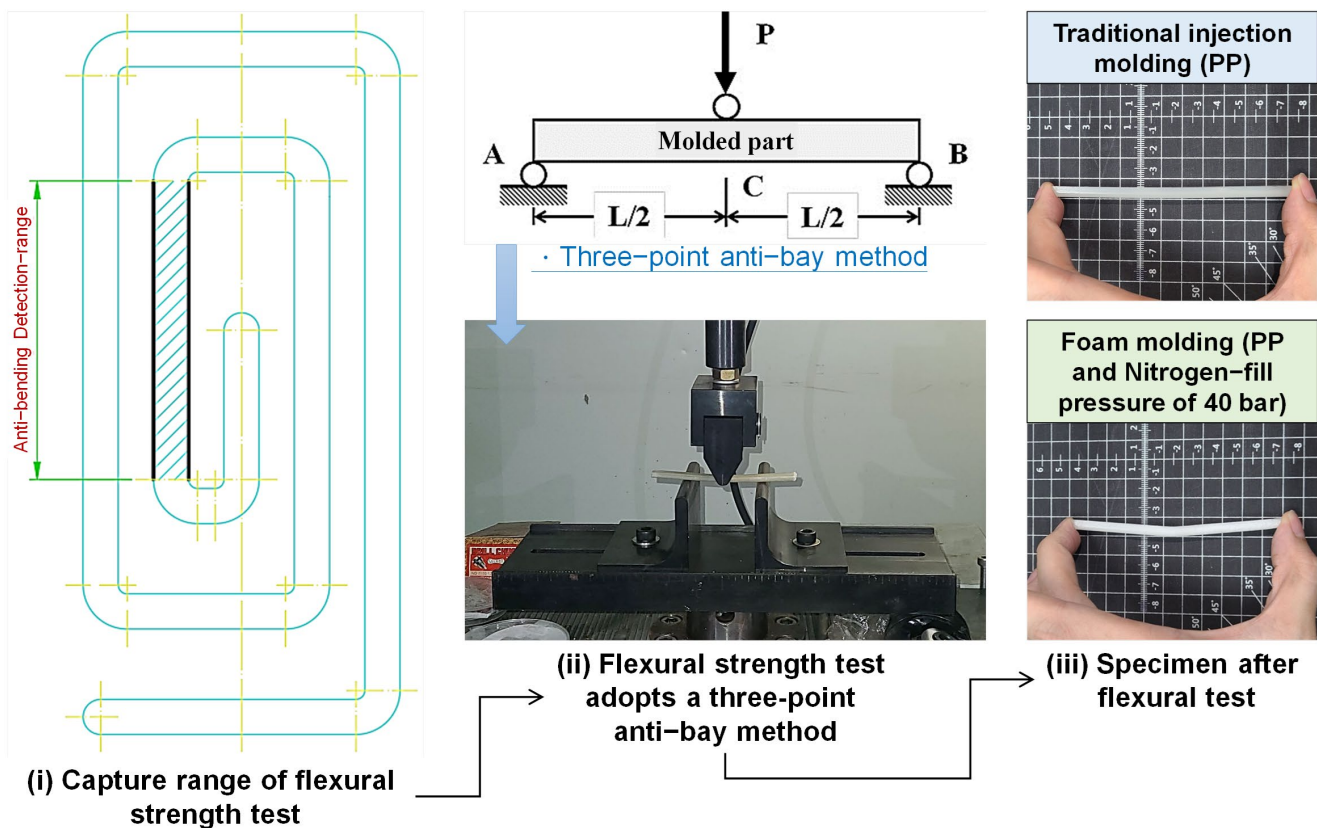 Anti−bending Detection−range
(i) Capture range of flexural
strength test
P
A
Molded part
B
C
L/2
L/2
· Three−point anti−bay method
(ii) Flexural strength test
adopts a three-point
anti−bay method
Traditional injection
molding (PP)
Foam molding (PP
and Nitrogen−fill
pressure of 40 bar)
(iii) Specimen after
flexural test